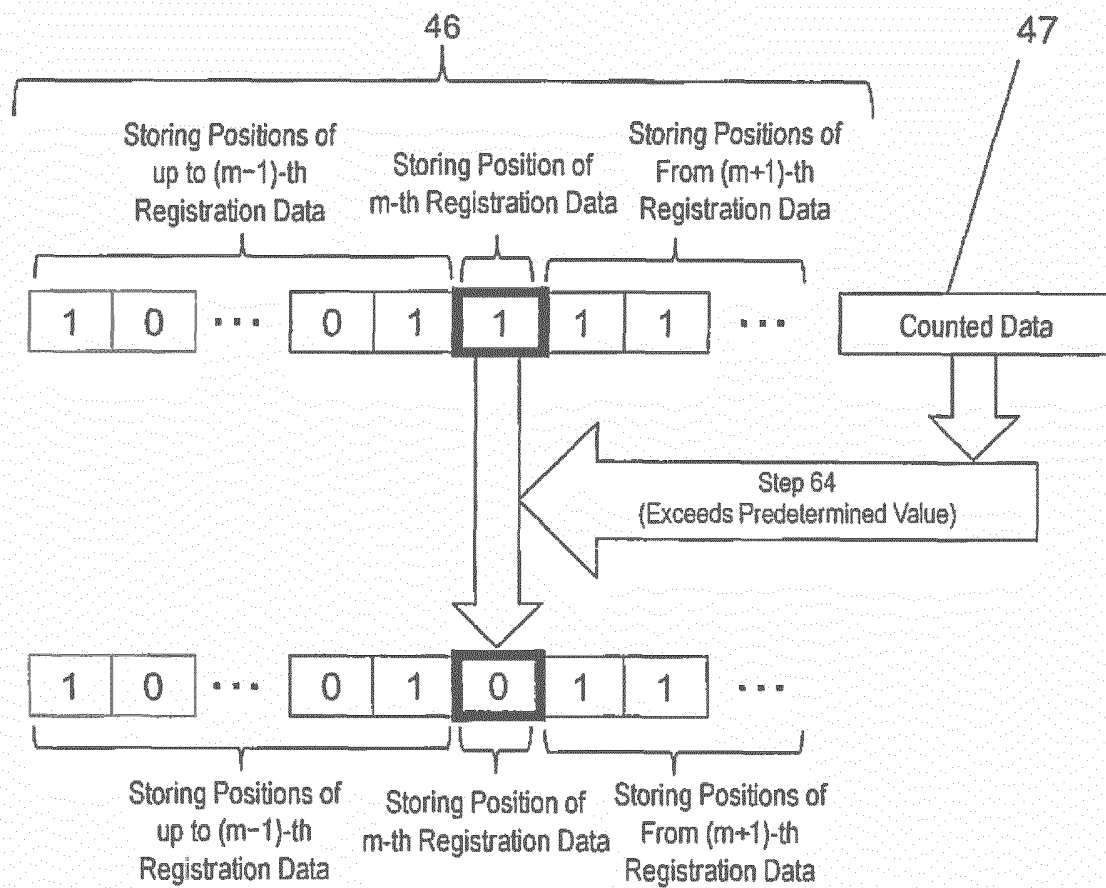 46
47
Storing Positions of
up to (m−1)-th
Registration Data
Storing Position of
m-th Registration Data
Storing Positions of
From (m+1)-th
Registration Data
1 0 ··· 0 1 1 1 1 ···
Counted Data
Step 64
(Exceeds Predetermined Value)
1 0 ··· 0 1 0 1 1 ···
Storing Positions of
up to (m−1)-th
Registration Data
Storing Position of
m-th Registration Data
Storing Positions of
From (m+1)-th
Registration Data